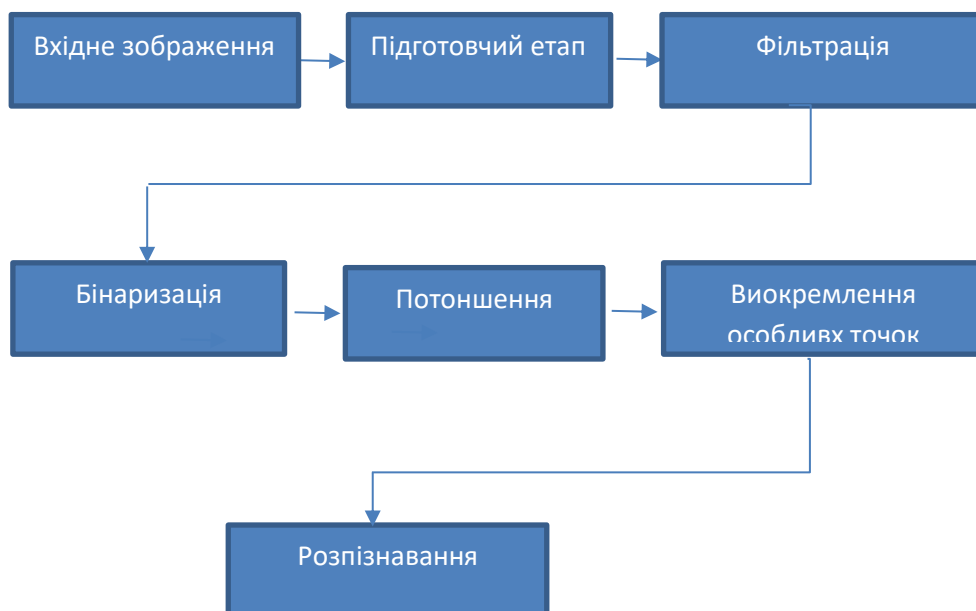 Вхідне зображення
Підготовчий етап
Фільтрація
Бінаризація
Потоншення
Виокремлення
особливх точок
Розпізнавання